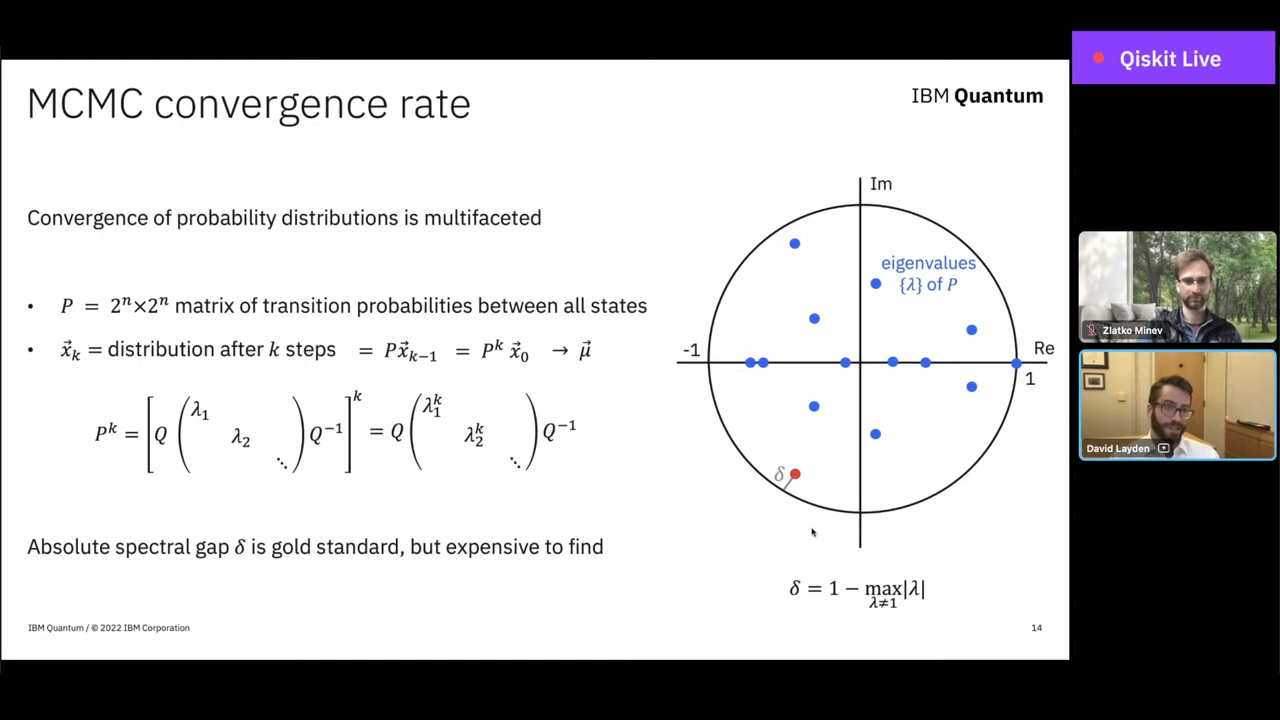 MCMC convergence rate
IBM Quantum
Qiskit Live
Convergence of probability distributions is multifaceted
• P = 2ⁿ×2ⁿ matrix of transition probabilities between all states
• x⃗ₖ = distribution after k steps = Px⃗ₖ₋₁ = Pᵏ x⃗₀ → μ⃗
Pᵏ = [Q (λ₁ λ₂ ⋱) Q⁻¹]ᵏ = Q (λ₁ᵏ λ₂ᵏ ⋱) Q⁻¹
Absolute spectral gap δ is gold standard, but expensive to find
Im
eigenvalues
{λ} of P
-1
Re
1
δ
δ = 1 − max|λ|
λ≠1
IBM Quantum / © 2022 IBM Corporation
14
Zlatko Minev
David Layden